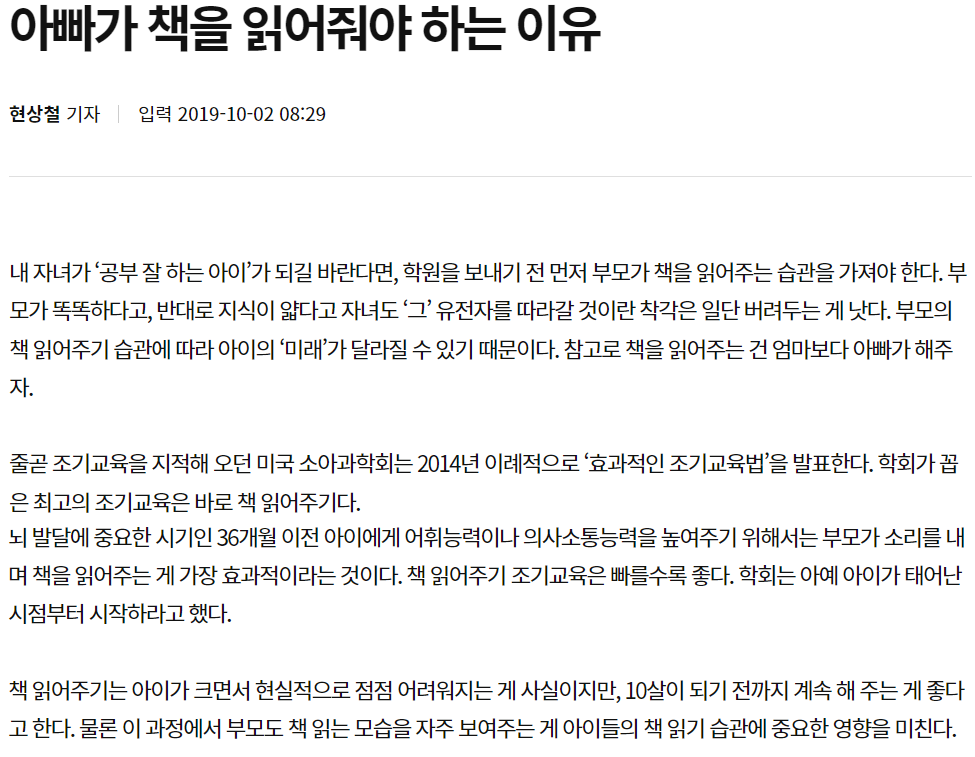 아빠가 책을 읽어줘야 하는 이유
현상철 기자 입력 2019-10-02 08:29
내 자녀가 ‘공부 잘 하는 아이’가 되길 바란다면, 학원을 보내기 전 먼저 부모가 책을 읽어주는 습관을 가져야 한다. 부
모가 똑똑하다고, 반대로 지식이 얇다고 자녀도 ‘그’ 유전자를 따라갈 것이란 착각은 일단 버려두는 게 낫다. 부모의
책 읽어주기 습관에 따라 아이의 ‘미래’가 달라질 수 있기 때문이다. 참고로 책을 읽어주는 건 엄마보다 아빠가 해주
자.
줄곧 조기교육을 지적해 오던 미국 소아과학회는 2014년 이례적으로 ‘효과적인 조기교육법’을 발표한다. 학회가 꼽
은 최고의 조기교육은 바로 책 읽어주기다.
뇌 발달에 중요한 시기인 36개월 이전 아이에게 어휘능력이나 의사소통능력을 높여주기 위해서는 부모가 소리를 내
며 책을 읽어주는 게 가장 효과적이라는 것이다. 책 읽어주기 조기교육은 빠를수록 좋다. 학회는 아예 아이가 태어난
시점부터 시작하라고 했다.
책 읽어주기는 아이가 크면서 현실적으로 점점 어려워지는 게 사실이지만, 10살이 되기 전까지 계속 해 주는 게 좋다
고 한다. 물론 이 과정에서 부모도 책 읽는 모습을 자주 보여주는 게 아이들의 책 읽기 습관에 중요한 영향을 미친다.